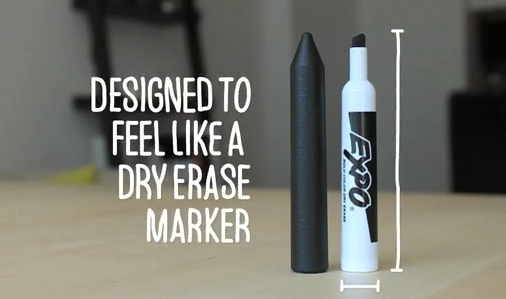 DESIGNED TO
FEEL LIKE A
DRY ERASE
MARKER
EXPO®